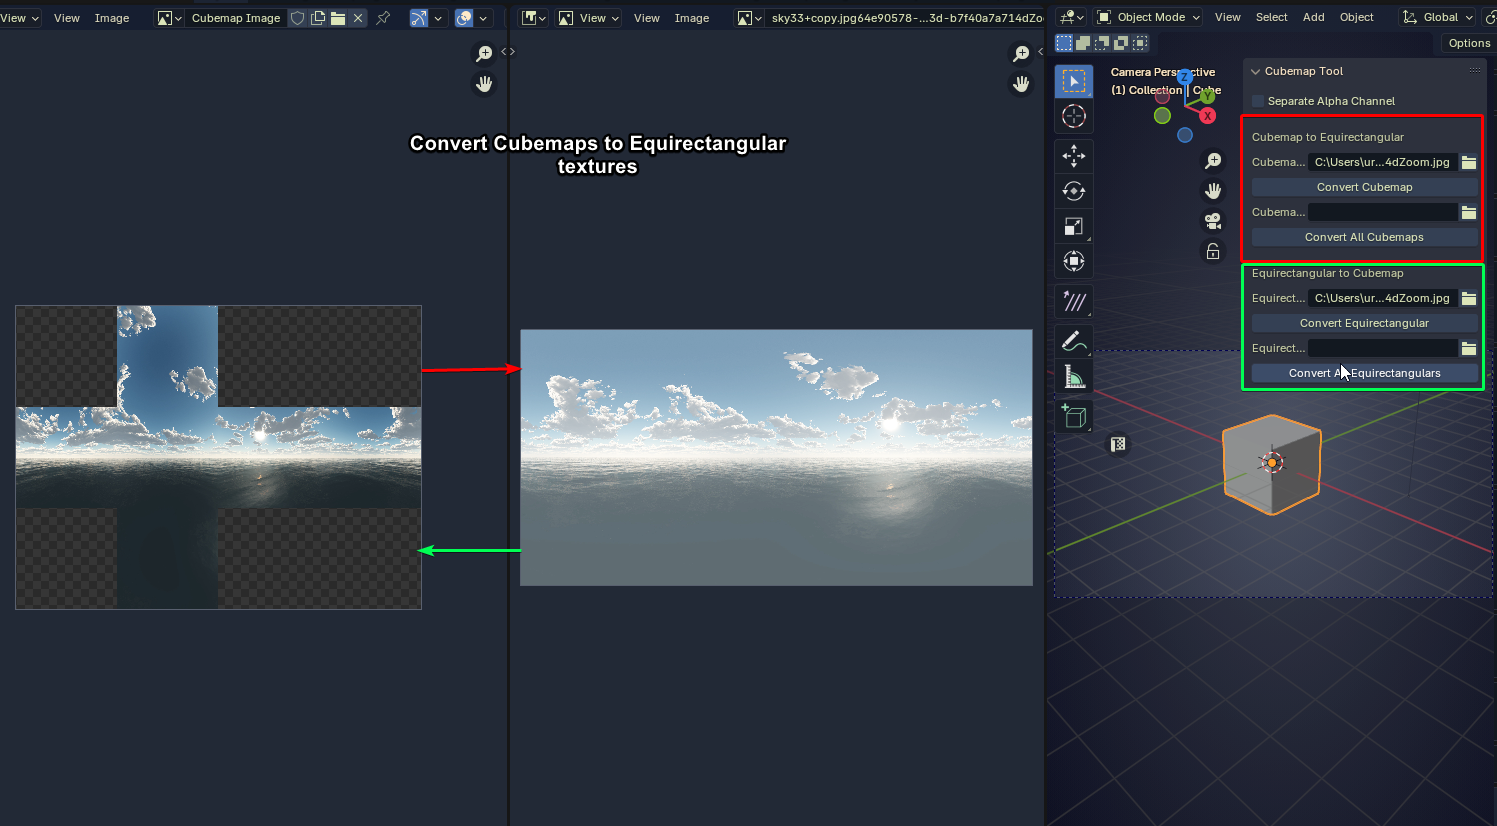 View View Image Cubemap Image
View View Image sky33+copy.jpg64e90578-...3d-b7f40a7a714dZo
Object Mode View Select Add Object Global
Options
Camera Perspective
(1) Collection | Cube
Z
Y
X
Cubemap Tool
Separate Alpha Channel
Cubemap to Equirectangular
Cubema... C:\Users\ur...4dZoom.jpg
Convert Cubemap
Cubema...
Convert All Cubemaps
Equirectangular to Cubemap
Equirect... C:\Users\ur...4dZoom.jpg
Convert Equirectangular
Equirect...
Convert All Equirectangulars
Convert Cubemaps to Equirectangular
textures